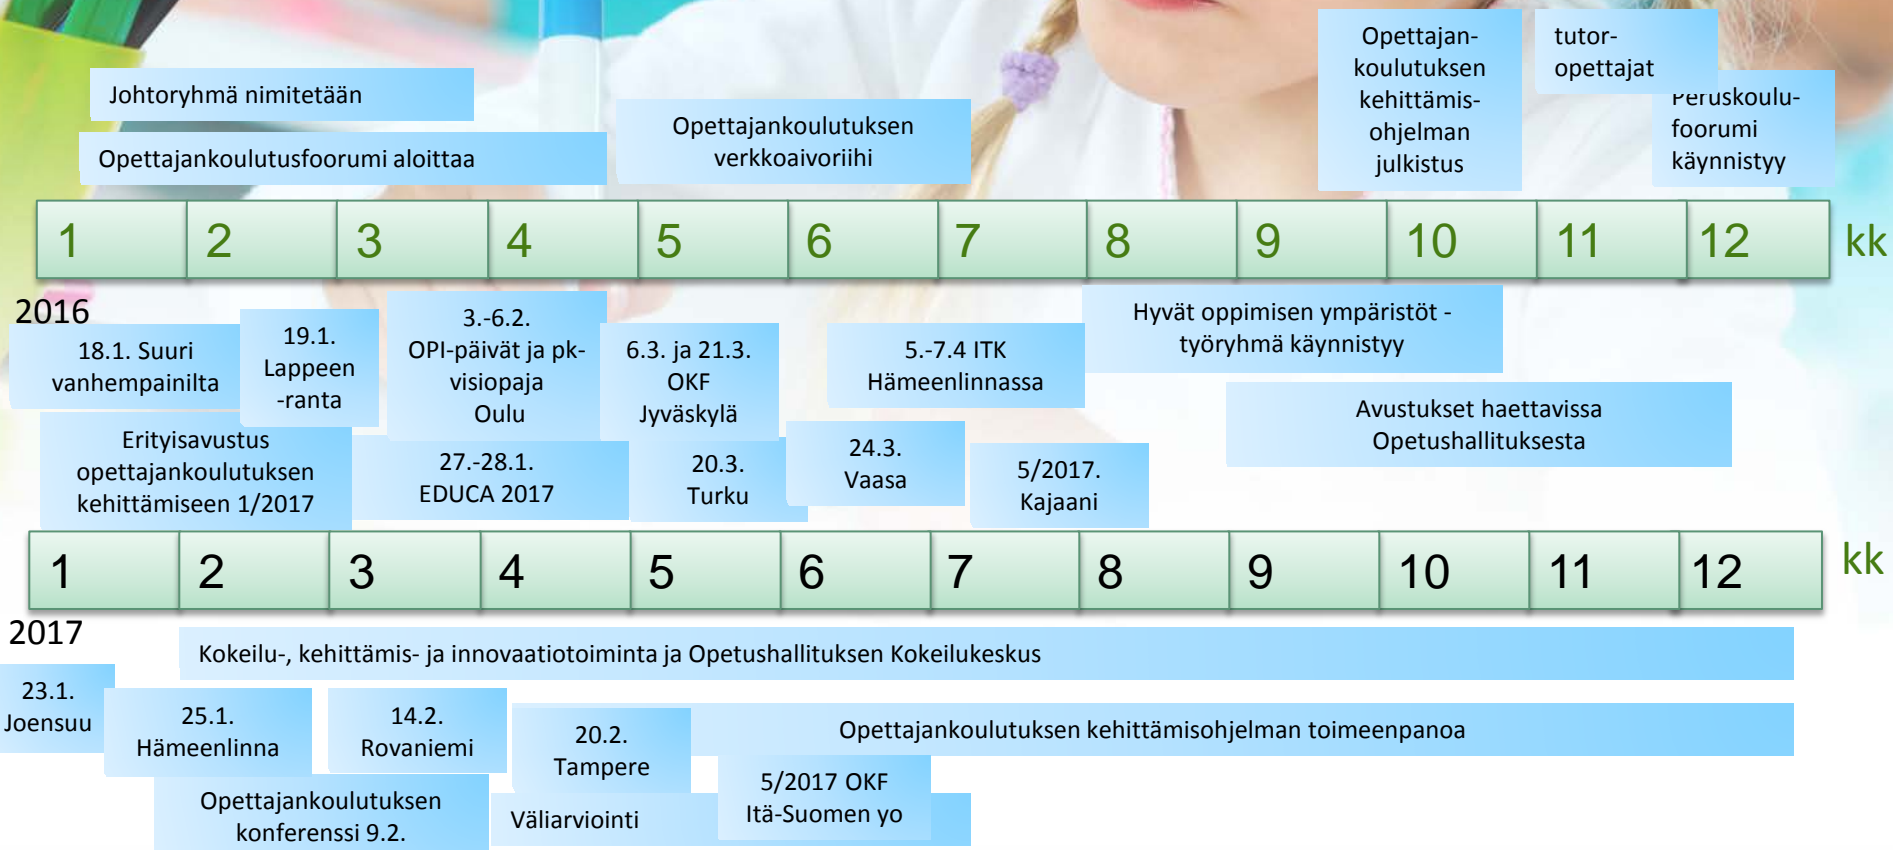 Johtoryhmä nimitetään
Opettajankoulutusfoorumi aloittaa
Opettajankoulutuksen
verkkoaivoriihi
Opettajan-
koulutuksen
kehittämis-
ohjelman
julkistus
tutor-
opettajat
Peruskoulu-
foorumi
käynnistyy
1 2 3 4 5 6 7 8 9 10 11 12 kk
2016
18.1. Suuri
vanhempainilta
19.1.
Lappeen
-ranta
3.-6.2.
OPI-päivät ja pk-
visiopaja
Oulu
6.3. ja 21.3.
OKF
Jyväskylä
5.-7.4 ITK
Hämeenlinnassa
Hyvät oppimisen ympäristöt -
työryhmä käynnistyy
Avustukset haettavissa
Opetushallituksesta
Erityisavustus
opettajankoulutuksen
kehittämiseen 1/2017
27.-28.1.
EDUCA 2017
20.3.
Turku
24.3.
Vaasa
5/2017.
Kajaani
1 2 3 4 5 6 7 8 9 10 11 12 kk
2017
Kokeilu-, kehittämis- ja innovaatiotoiminta ja Opetushallituksen Kokeilukeskus
23.1.
Joensuu
25.1.
Hämeenlinna
14.2.
Rovaniemi
20.2.
Tampere
Opettajankoulutuksen kehittämisohjelman toimeenpanoa
Opettajankoulutuksen
konferenssi 9.2.
Väliarviointi
5/2017 OKF
Itä-Suomen yo